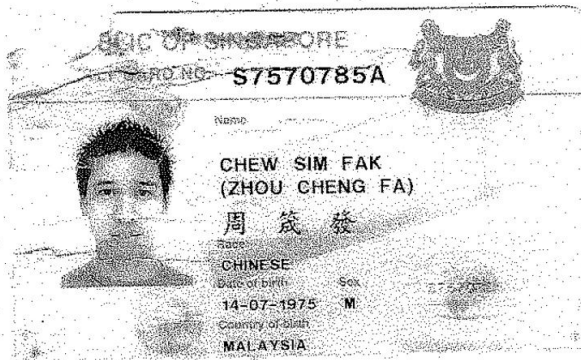 SINGAPORE
S7570785A
Name
CHEW SIM FAK
(ZHOU CHENG FA)
周 筬 發
Race
CHINESE
Date of birth Sex
14-07-1975 M
Country of birth
MALAYSIA